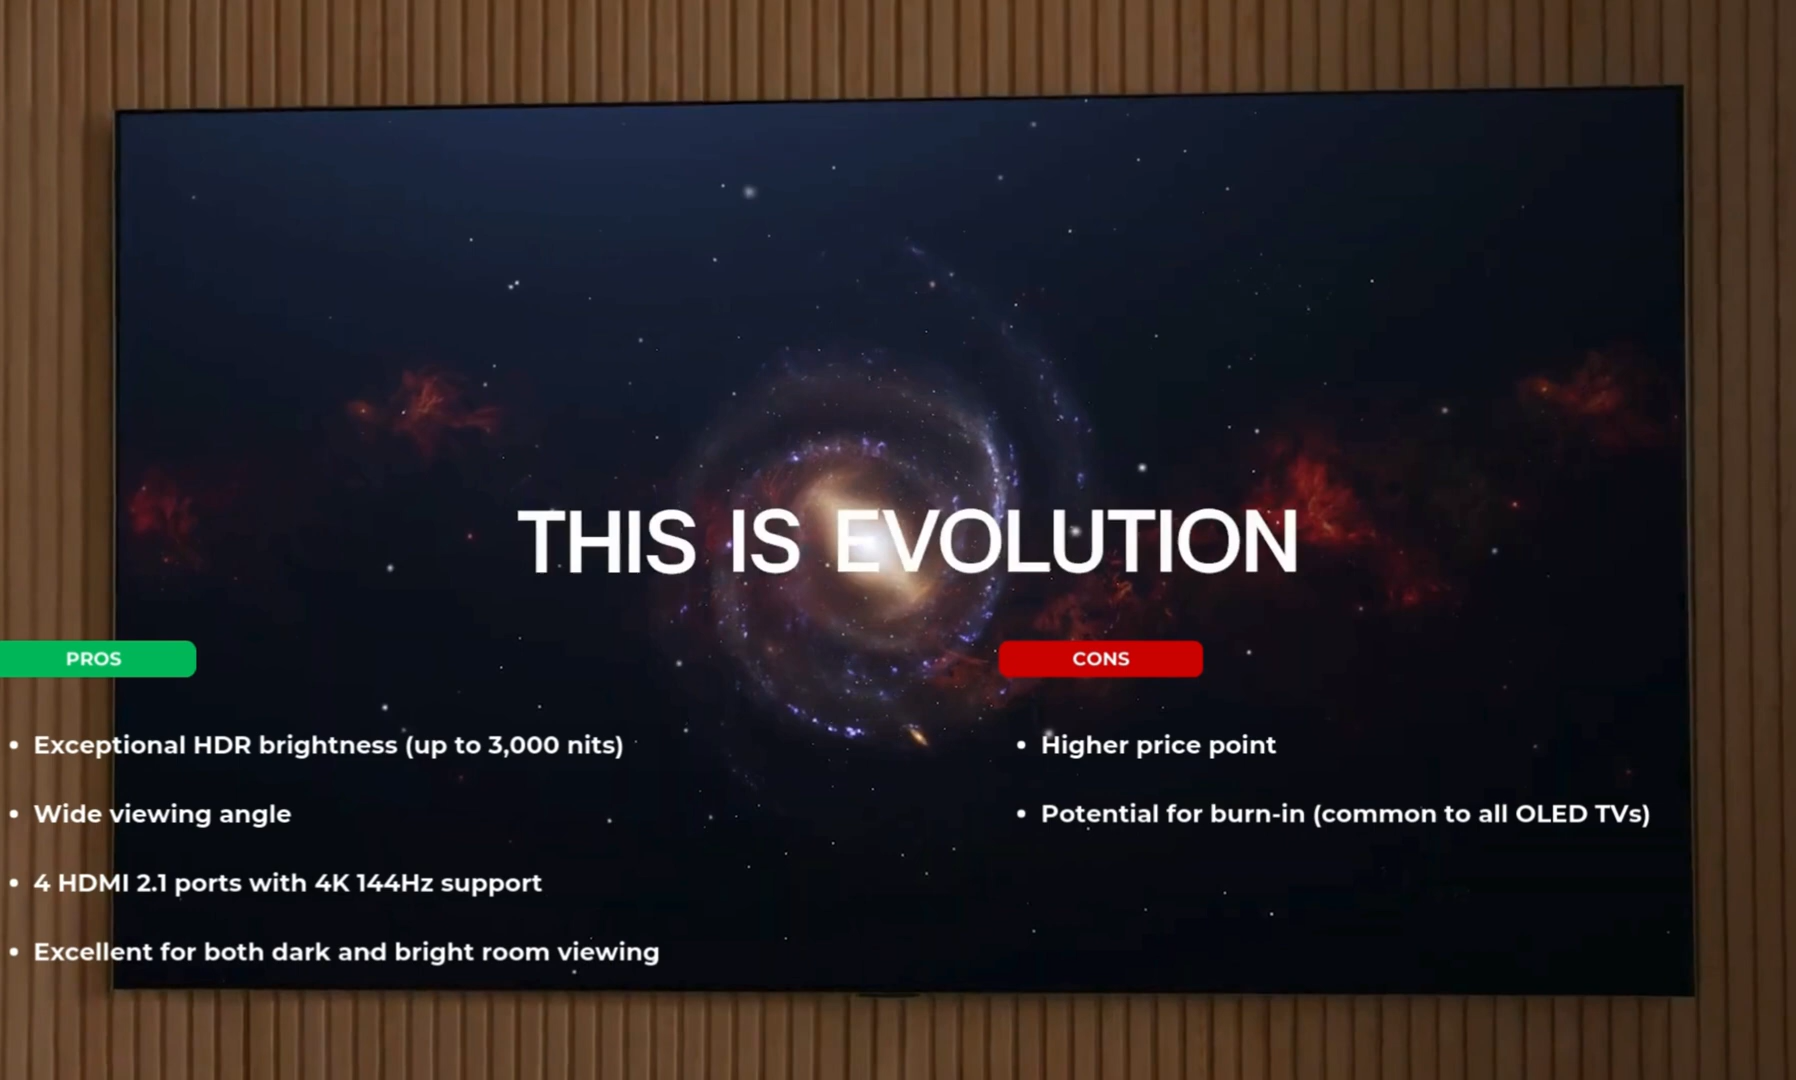 THIS IS EVOLUTION
PROS
• Exceptional HDR brightness (up to 3,000 nits)
• Wide viewing angle
• 4 HDMI 2.1 ports with 4K 144Hz support
• Excellent for both dark and bright room viewing
CONS
• Higher price point
• Potential for burn-in (common to all OLED TVs)